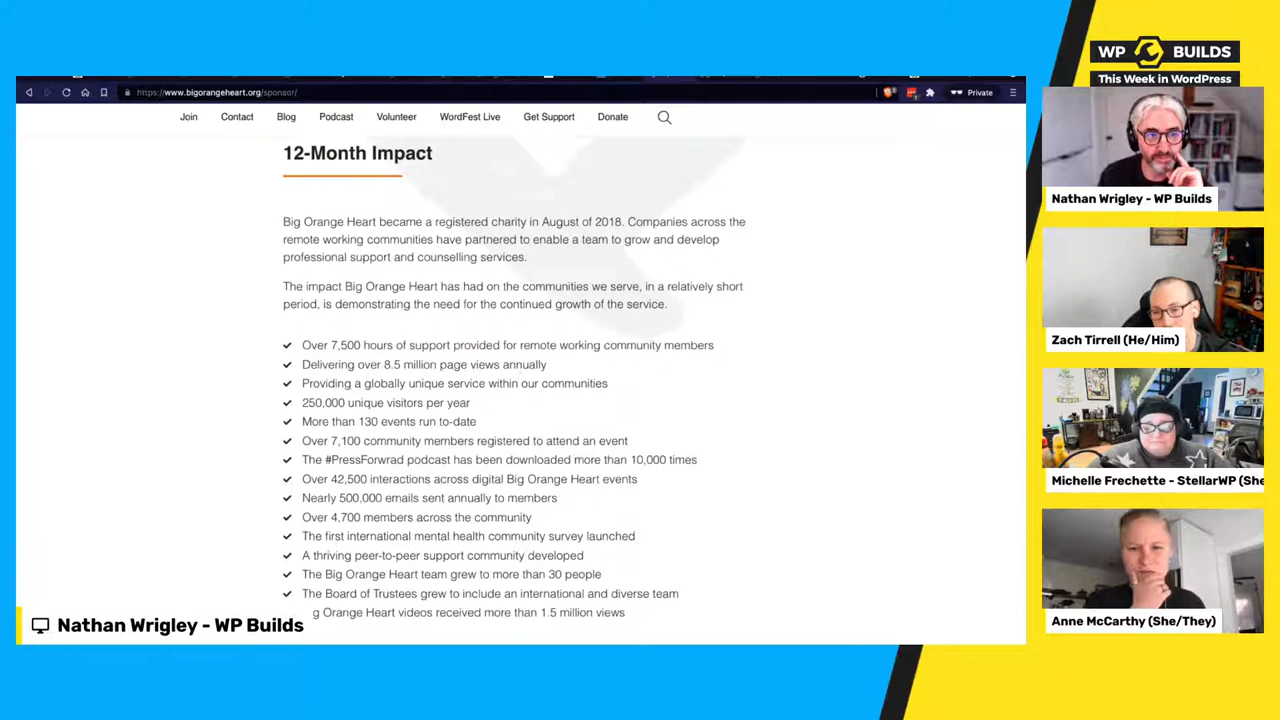 WP BUILDS
This Week in WordPress
https://www.bigorangeheart.org/sponsor/
Private
Join Contact Blog Podcast Volunteer WordFest Live Get Support Donate
12-Month Impact
Big Orange Heart became a registered charity in August of 2018. Companies across the
remote working communities have partnered to enable a team to grow and develop
professional support and counselling services.
The impact Big Orange Heart has had on the communities we serve, in a relatively short
period, is demonstrating the need for the continued growth of the service.
Over 7,500 hours of support provided for remote working community members
Delivering over 8.5 million page views annually
Providing a globally unique service within our communities
250,000 unique visitors per year
More than 130 events run to-date
Over 7,100 community members registered to attend an event
The #PressForwrad podcast has been downloaded more than 10,000 times
Over 42,500 interactions across digital Big Orange Heart events
Nearly 500,000 emails sent annually to members
Over 4,700 members across the community
The first international mental health community survey launched
A thriving peer-to-peer support community developed
The Big Orange Heart team grew to more than 30 people
The Board of Trustees grew to include an international and diverse team
g Orange Heart videos received more than 1.5 million views
Nathan Wrigley - WP Builds
Nathan Wrigley - WP Builds
Zach Tirrell (He/Him)
Michelle Frechette - StellarWP (She
Anne McCarthy (She/They)